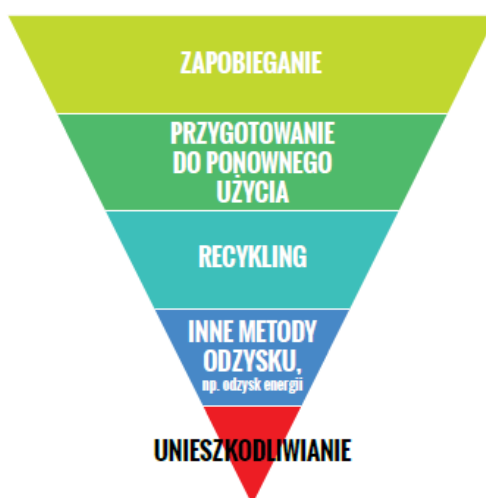 ZAPOBIEGANIE
PRZYGOTOWANIE
DO PONOWNEGO
UŻYCIA
RECYKLING
INNE METODY
ODZYSKU,
np. odzysk energii
UNIESZKODLIWIANIE